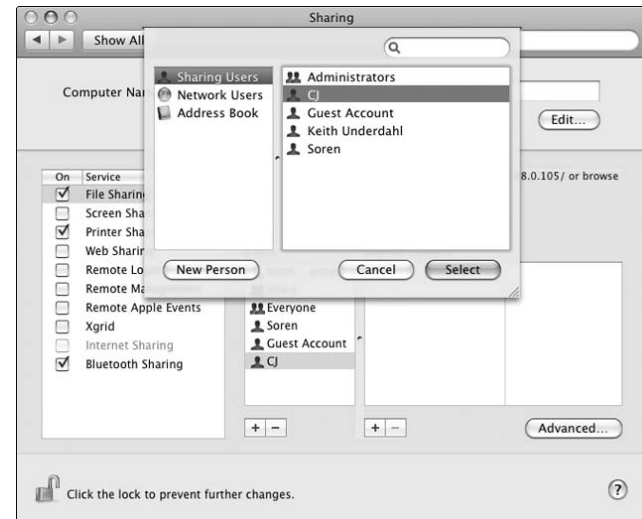 Sharing
Show All
Sharing Users
Network Users
Address Book
Administrators
CJ
Guest Account
Keith Underdahl
Soren
New Person
Cancel
Select
Computer Nar
Edit...
8.0.105/ or browse
On Service
File Sharing
Screen Sha
Printer Sha
Web Sharin
Remote Lo
Remote Ma
Remote Apple Events
Xgrid
Internet Sharing
Bluetooth Sharing
Everyone
Soren
Guest Account
CJ
+ −
+ −
Advanced...
Click the lock to prevent further changes.
?